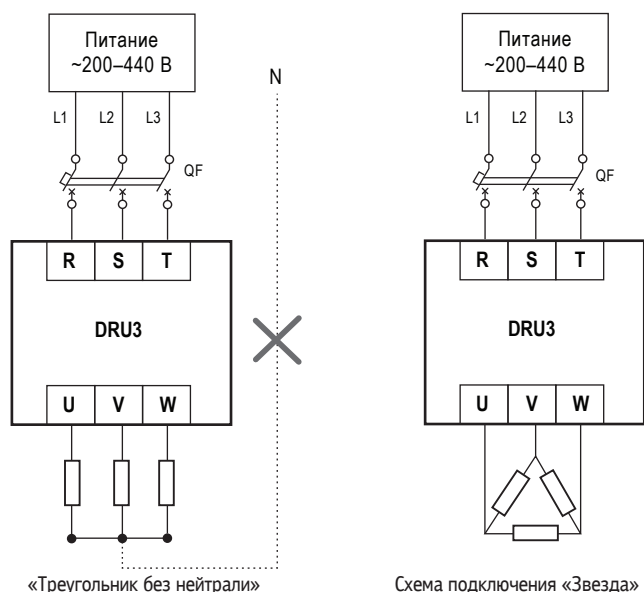 Питание
~200–440 В
N
L1 L2 L3
QF
R S T
DRU3
U V W
«Треугольник без нейтрали»
Питание
~200–440 В
L1 L2 L3
QF
R S T
DRU3
U V W
Схема подключения «Звезда»